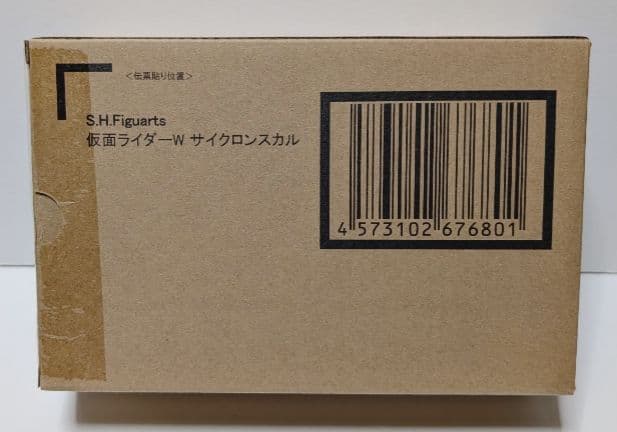 <伝票貼り位置>
S.H.Figuarts
仮面ライダーW サイクロンスカル
4 573102 676801